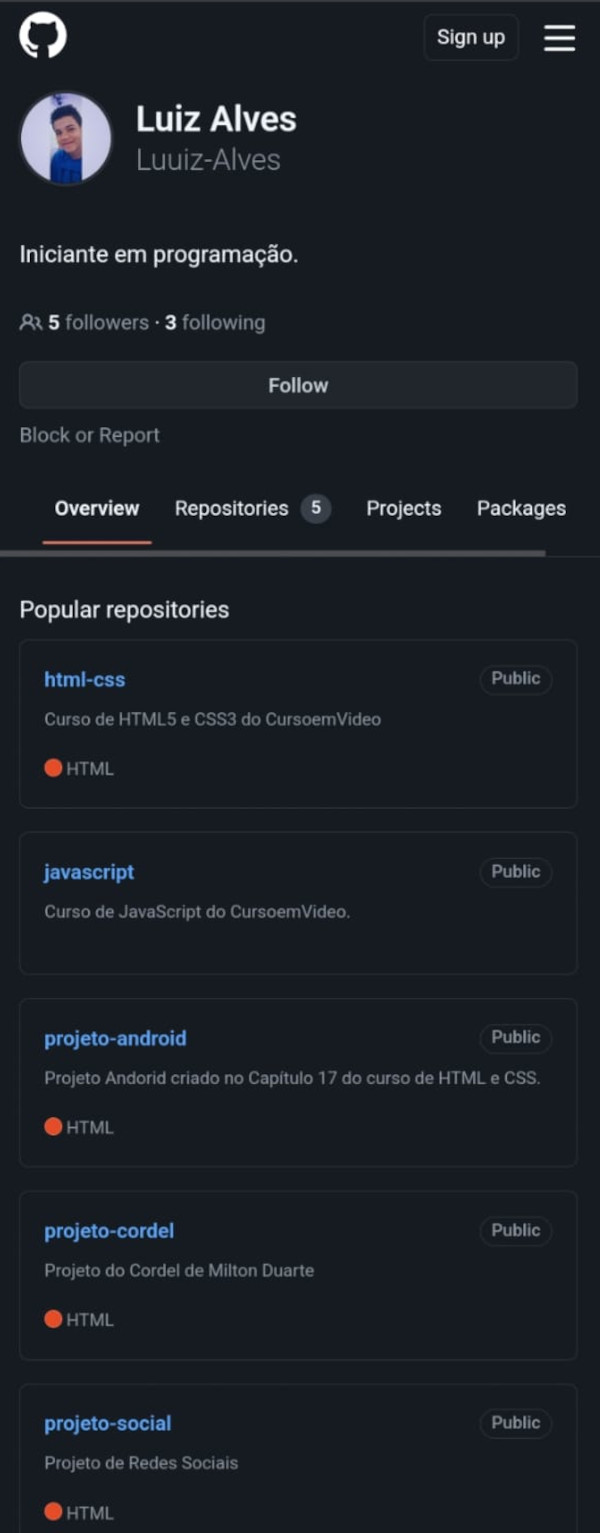 Sign up
Luiz Alves
Luuiz-Alves
Iniciante em programação.
5 followers · 3 following
Follow
Block or Report
Overview Repositories 5 Projects Packages
Popular repositories
html-css Public
Curso de HTML5 e CSS3 do CursoemVideo
HTML
javascript Public
Curso de JavaScript do CursoemVideo.
projeto-android Public
Projeto Andorid criado no Capítulo 17 do curso de HTML e CSS.
HTML
projeto-cordel Public
Projeto do Cordel de Milton Duarte
HTML
projeto-social Public
Projeto de Redes Sociais
HTML